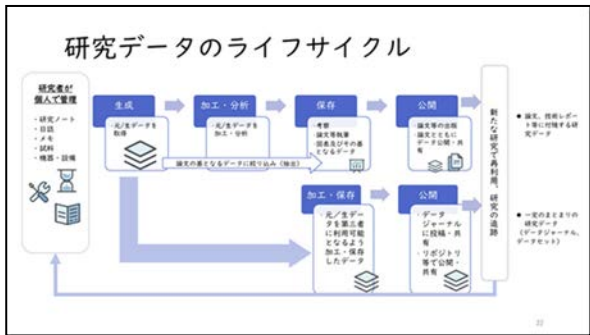 研究データのライフサイクル
研究者が
個人で管理
・研究ノート
・日誌
・メモ
・試料
・機器・設備
生成
・元/生データを
取得
加工・分析
・元/生データを
加工・分析
保存
・考察
・論文等執筆
・図表及びその基
となるデータ
公開
・論文等の出版
・論文とともに
データ公開・共
有
論文の基となるデータに絞り込み（抽出）
加工・保存
・元/生デー
タを第三者
に利用可能
となるよう
加工・保存
したデータ
公開
・データ
ジャーナル
に投稿・共
有
・リポジトリ
等で公開・
共有
新たな研究で再利用、研究の追跡
● 論文、技術レポー
ト等に付随する研
究データ
● 一定のまとまりの
研究データ
（データジャーナル、
データセット）